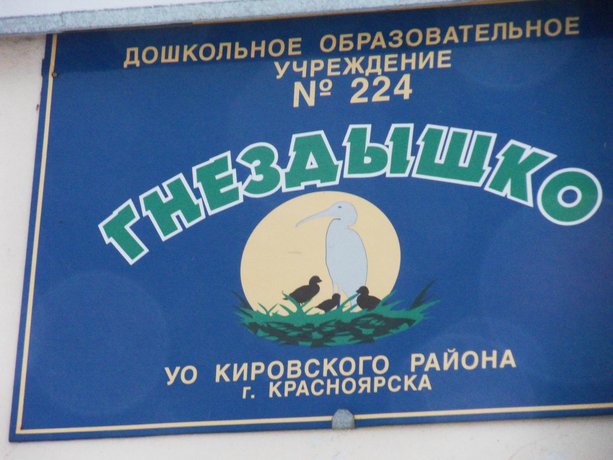 ДОШКОЛЬНОЕ ОБРАЗОВАТЕЛЬНОЕ
УЧРЕЖДЕНИЕ
№ 224
ГНЕЗДЫШКО
УО КИРОВСКОГО РАЙОНА
г. КРАСНОЯРСКА